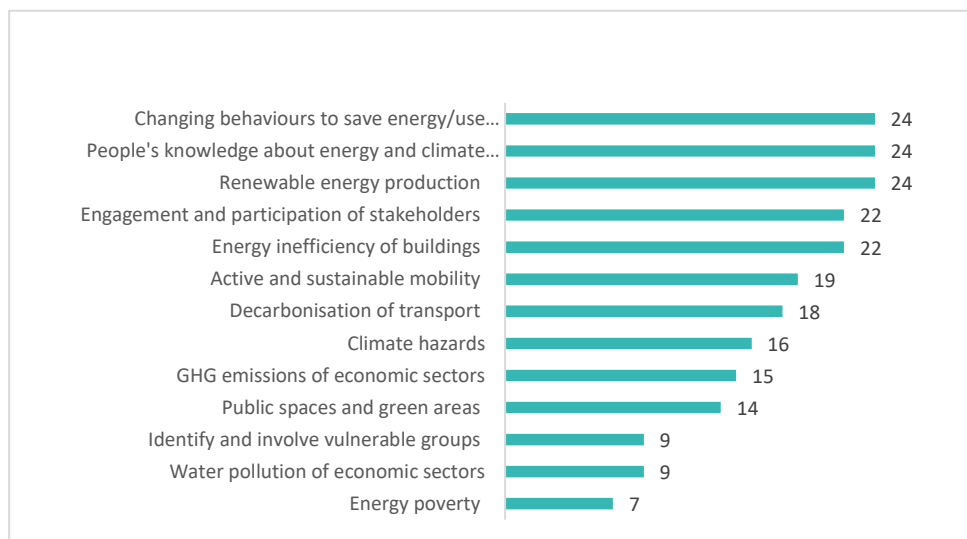 Changing behaviours to save energy/use... 24
People's knowledge about energy and climate... 24
Renewable energy production 24
Engagement and participation of stakeholders 22
Energy inefficiency of buildings 22
Active and sustainable mobility 19
Decarbonisation of transport 18
Climate hazards 16
GHG emissions of economic sectors 15
Public spaces and green areas 14
Identify and involve vulnerable groups 9
Water pollution of economic sectors 9
Energy poverty 7